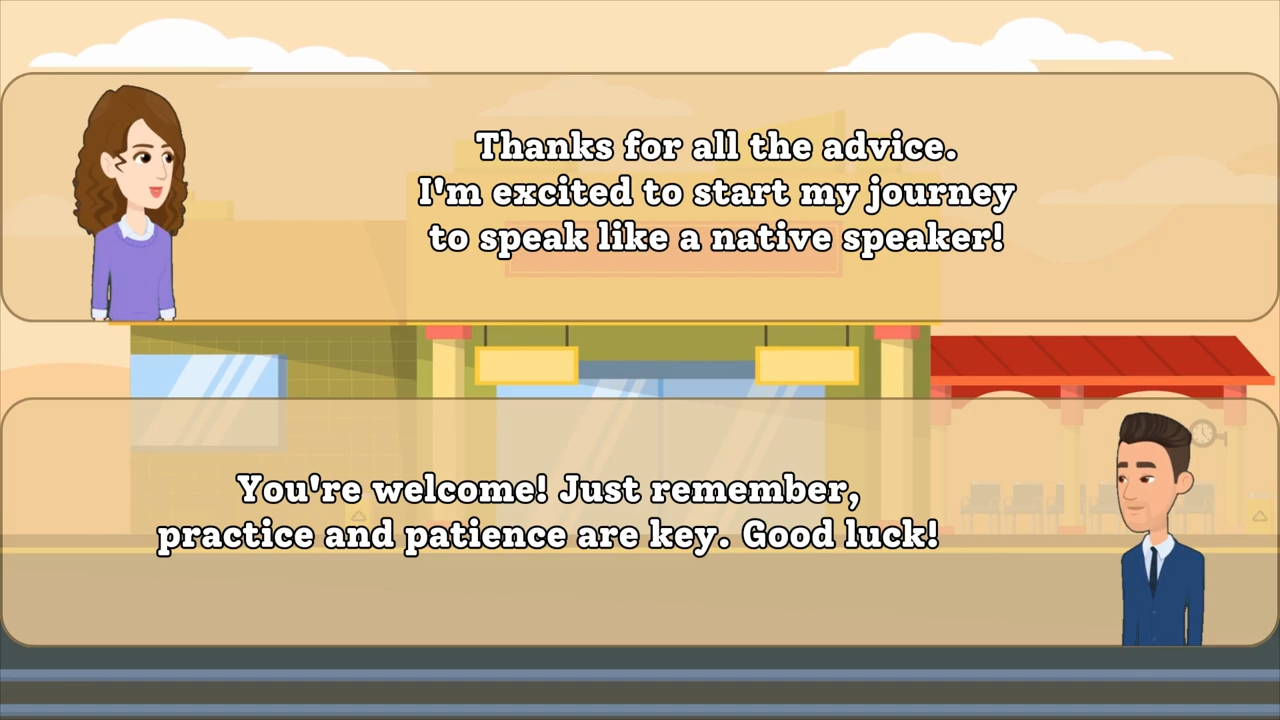 Thanks for all the advice.
I'm excited to start my journey
to speak like a native speaker!
You're welcome! Just remember,
practice and patience are key. Good luck!